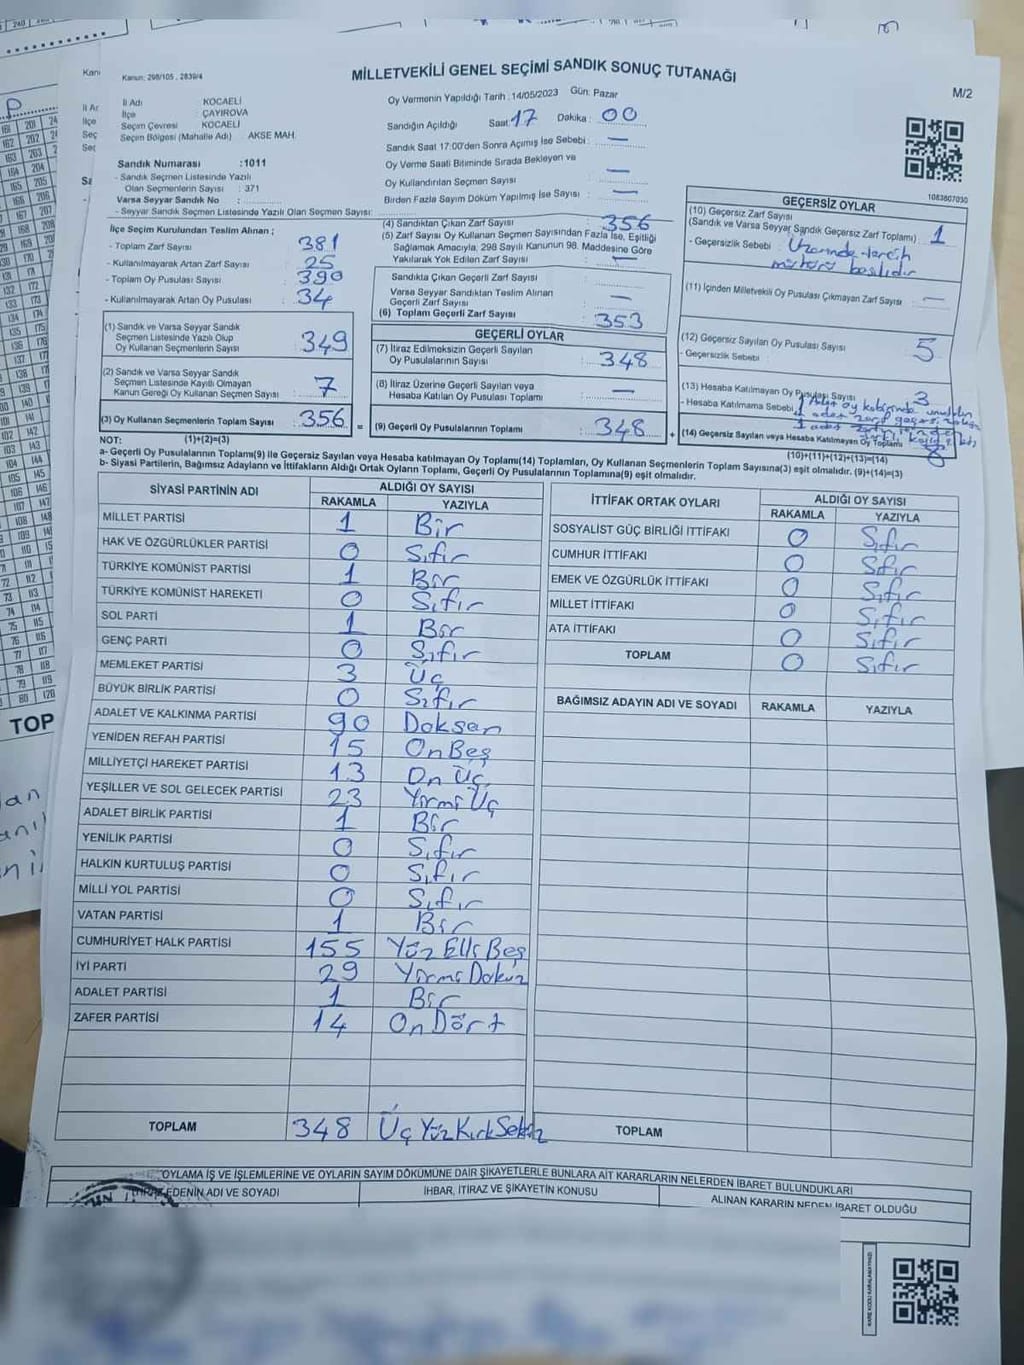 MİLLETVEKİLİ GENEL SEÇİMİ SANDIK SONUÇ TUTANAĞI
M/2
Kanun: 298/105 , 2839/4
İl Adı KOCAELİ
İlçe : ÇAYIROVA
Seçim Çevresi KOCAELİ
Seçim Bölgesi (Mahalle Adı) AKSE MAH.
Sandık Numarası :1011
- Sandık Seçmen Listesinde Yazılı
Olan Seçmenlerin Sayısı : 371
Varsa Seyyar Sandık No :
- Seyyar Sandık Seçmen Listesinde Yazılı Olan Seçmen Sayısı:
Oy Vermenin Yapıldığı Tarih : 14/05/2023 Gün: Pazar
Sandığın Açıldığı Saat 17 Dakika : 00
Sandık Saat 17:00'den Sonra Açımış İse Sebebi : —
Oy Verme Saati Bitiminde Sırada Bekleyen ve
Oy Kullandırılan Seçmen Sayısı : —
Birden Fazla Sayım Döküm Yapılmış İse Sayısı : —
1083607030
İlçe Seçim Kurulundan Teslim Alınan ;
- Toplam Zarf Sayısı : 381
- Kullanılmayarak Artan Zarf Sayısı : 25
- Toplam Oy Pusulası Sayısı : 390
- Kullanılmayarak Artan Oy Pusulası : 34
(1) Sandık ve Varsa Seyyar Sandık
Seçmen Listesinde Yazılı Olup
Oy Kullanan Seçmenlerin Sayısı : 349
(2) Sandık ve Varsa Seyyar Sandık
Seçmen Listesinde Kayıtlı Olmayan
Kanun Gereği Oy Kullanan Seçmen Sayısı : 7
(3) Oy Kullanan Seçmenlerin Toplam Sayısı : 356
(4) Sandıktan Çıkan Zarf Sayısı : 356
(5) Zarf Sayısı Oy Kullanan Seçmen Sayısından Fazla İse, Eşitliği
Sağlamak Amacıyla, 298 Sayılı Kanunun 98. Maddesine Göre
Yakılarak Yok Edilen Zarf Sayısı : —
Sandıkta Çıkan Geçerli Zarf Sayısı :
Varsa Seyyar Sandıktan Teslim Alınan
Geçerli Zarf Sayısı : —
(6) Toplam Geçerli Zarf Sayısı : 353
GEÇERLİ OYLAR
(7) İtiraz Edilmeksizin Geçerli Sayılan
Oy Pusulalarının Sayısı : 348
(8) İtiraz Üzerine Geçerli Sayılan veya
Hesaba Katılan Oy Pusulası Toplamı : —
= (9) Geçerli Oy Pusulalarının Toplamı : 348 +
GEÇERSİZ OYLAR
(10) Geçersiz Zarf Sayısı
(Sandık ve Varsa Seyyar Sandık Geçersiz Zarf Toplamı) : 1
- Geçersizlik Sebebi : Üzerinde tercih
mührü basılıdır
(11) İçinden Milletvekili Oy Pusulası Çıkmayan Zarf Sayısı : —
(12) Geçersiz Sayılan Oy Pusulası Sayısı : 5
- Geçersizlik Sebebi :
(13) Hesaba Katılmayan Oy Pusulası Sayısı : 3
- Hesaba Katılmama Sebebi : 1 Adet oy kabininde
1 adet zarf geçersiz
1 adet
(14) Geçersiz Sayılan veya Hesaba Katılmayan Oy Toplamı : 8
NOT: (1)+(2)=(3)
(10)+(11)+(12)+(13)=(14)
a- Geçerli Oy Pusulalarının Toplamı(9) ile Geçersiz Sayılan veya Hesaba katılmayan Oy Toplamı(14) Toplamları, Oy Kullanan Seçmenlerin Toplam Sayısına(3) eşit olmalıdır. (9)+(14)=(3)
b- Siyasi Partilerin, Bağımsız Adayların ve İttifakların Aldığı Ortak Oyların Toplamı, Geçerli Oy Pusulalarının Toplamına(9) eşit olmalıdır.
SİYASİ PARTİNİN ADI ALDIĞI OY SAYISI
RAKAMLA YAZIYLA
MİLLET PARTİSİ 1 Bir
HAK VE ÖZGÜRLÜKLER PARTİSİ 0 Sıfır
TÜRKİYE KOMÜNİST PARTİSİ 1 Bir
TÜRKİYE KOMÜNİST HAREKETİ 0 Sıfır
SOL PARTİ 1 Bir
GENÇ PARTİ 0 Sıfır
MEMLEKET PARTİSİ 3 Üç
BÜYÜK BİRLİK PARTİSİ 0 Sıfır
ADALET VE KALKINMA PARTİSİ 90 Doksan
YENİDEN REFAH PARTİSİ 15 On Beş
MİLLİYETÇİ HAREKET PARTİSİ 13 On Üç
YEŞİLLER VE SOL GELECEK PARTİSİ 23 Yirmi Üç
ADALET BİRLİK PARTİSİ 1 Bir
YENİLİK PARTİSİ 0 Sıfır
HALKIN KURTULUŞ PARTİSİ 0 Sıfır
MİLLİ YOL PARTİSİ 0 Sıfır
VATAN PARTİSİ 1 Bir
CUMHURİYET HALK PARTİSİ 155 Yüz Elli Beş
İYİ PARTİ 29 Yirmi Dokuz
ADALET PARTİSİ 1 Bir
ZAFER PARTİSİ 14 On Dört
TOPLAM 348 Üç Yüz Kırk Sekiz
İTTİFAK ORTAK OYLARI ALDIĞI OY SAYISI
RAKAMLA YAZIYLA
SOSYALİST GÜÇ BİRLİĞİ İTTİFAKI 0 Sıfır
CUMHUR İTTİFAKI 0 Sıfır
EMEK VE ÖZGÜRLÜK İTTİFAKI 0 Sıfır
MİLLET İTTİFAKI 0 Sıfır
ATA İTTİFAKI 0 Sıfır
TOPLAM 0 Sıfır
BAĞIMSIZ ADAYIN ADI VE SOYADI RAKAMLA YAZIYLA
TOPLAM
OYLAMA İŞ VE İŞLEMLERİNE VE OYLARIN SAYIM DÖKÜMÜNE DAİR ŞİKAYETLERLE BUNLARA AİT KARARLARIN NELERDEN İBARET BULUNDUKLARI
İTİRAZ EDENİN ADI VE SOYADI İHBAR, İTİRAZ VE ŞİKAYETİN KONUSU ALINAN KARARIN NEDEN İBARET OLDUĞU
KARE KODU KARALAMAYINIZ!